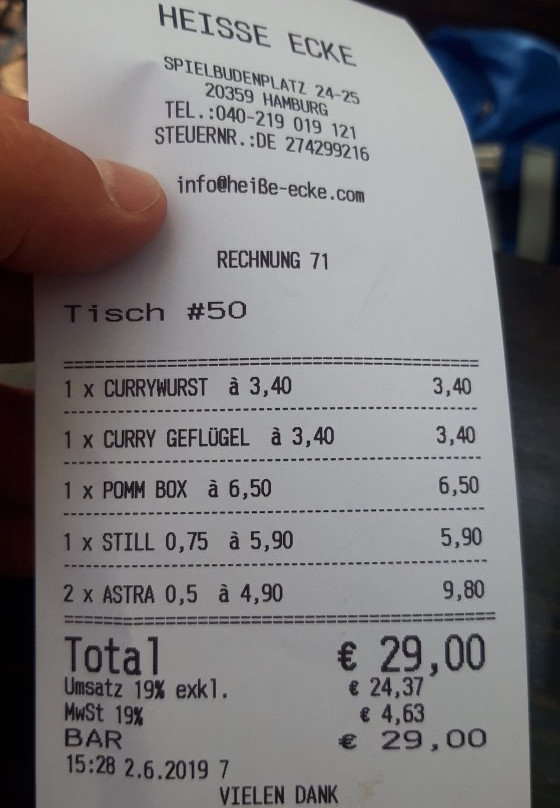 HEISSE ECKE
SPIELBUDENPLATZ 24-25
20359 HAMBURG
TEL.:040-219 019 121
STEUERNR.:DE 274299216
info@heiße-ecke.com
RECHNUNG 71
Tisch #50
1 x CURRYWURST à 3,40 3,40
1 x CURRY GEFLÜGEL à 3,40 3,40
1 x POMM BOX à 6,50 6,50
1 x STILL 0,75 à 5,90 5,90
2 x ASTRA 0,5 à 4,90 9,80
Total € 29,00
Umsatz 19% exkl. € 24,37
MwSt 19% € 4,63
BAR € 29,00
15:28 2.6.2019 7
VIELEN DANK